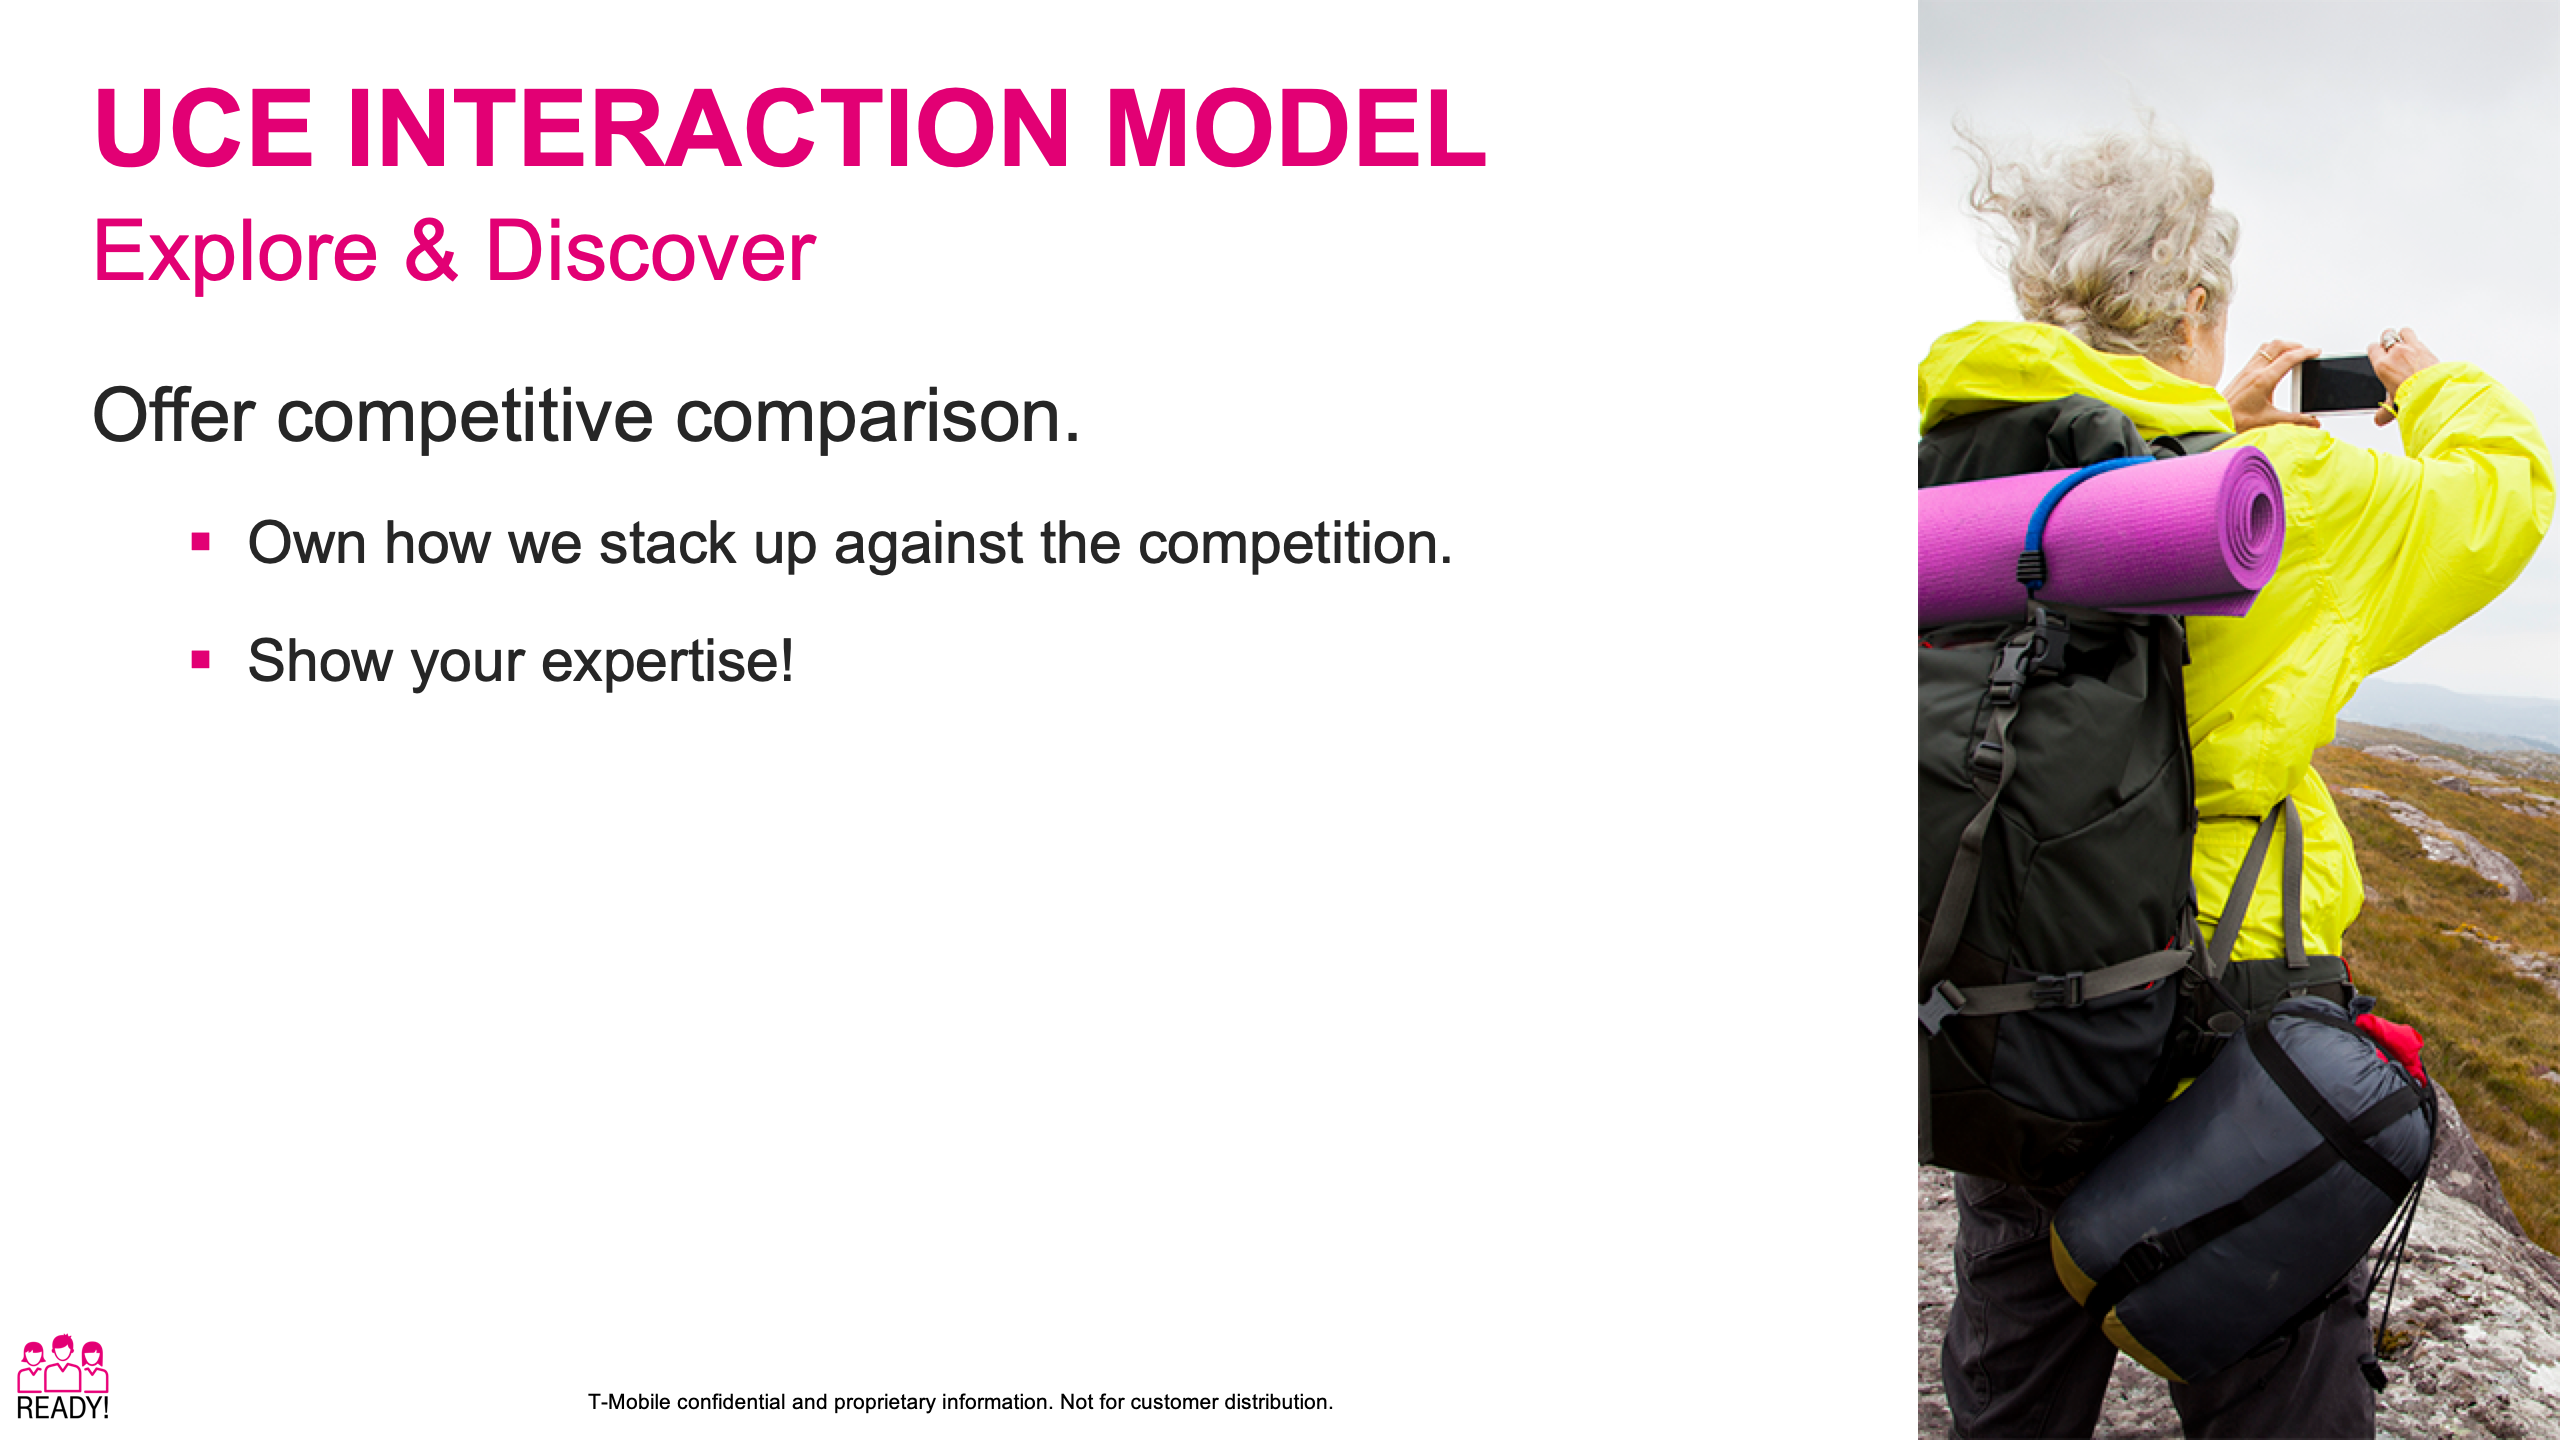 UCE INTERACTION MODEL
Explore & Discover
Offer competitive comparison.
▪ Own how we stack up against the competition.
▪ Show your expertise!
READY!
T-Mobile confidential and proprietary information. Not for customer distribution.